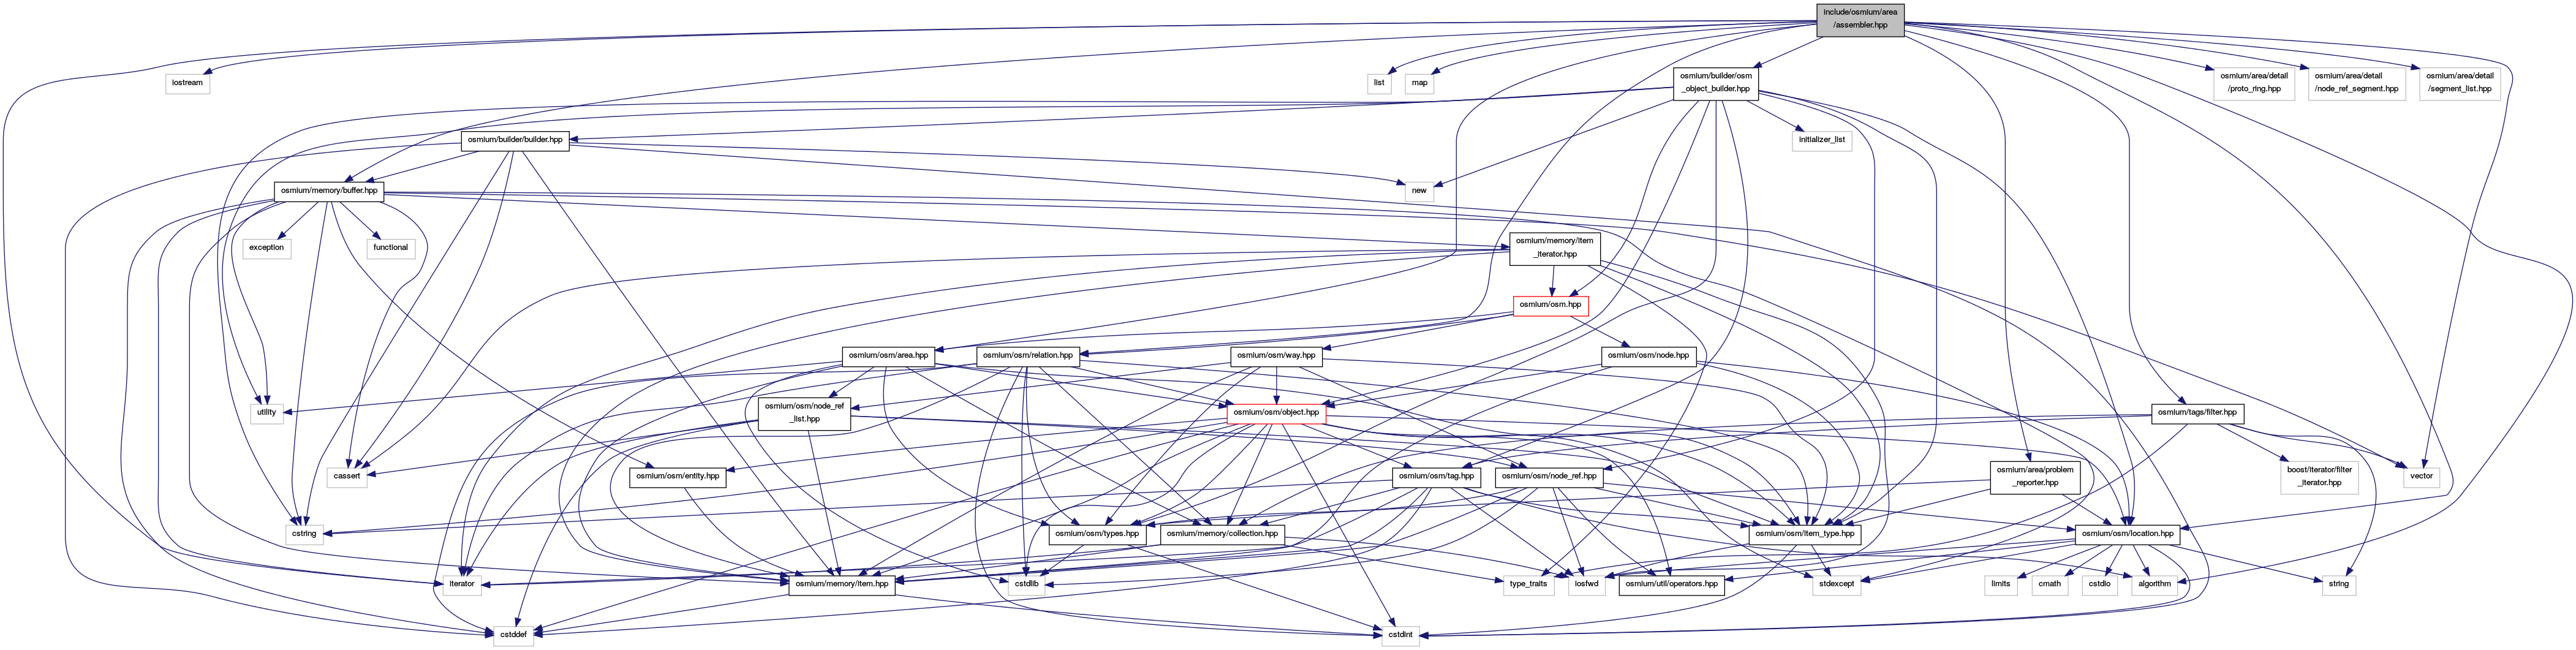 include/osmium/area
/assembler.hpp
iostream
list
map
osmium/builder/osm
_object_builder.hpp
osmium/area/detail
/proto_ring.hpp
osmium/area/detail
/node_ref_segment.hpp
osmium/area/detail
/segment_list.hpp
osmium/builder/builder.hpp
initializer_list
osmium/memory/buffer.hpp
new
exception
functional
osmium/memory/item
_iterator.hpp
osmium/osm.hpp
osmium/osm/area.hpp
osmium/osm/relation.hpp
osmium/osm/way.hpp
osmium/osm/node.hpp
utility
osmium/osm/node_ref
_list.hpp
osmium/osm/object.hpp
osmium/tags/filter.hpp
cassert
osmium/osm/entity.hpp
osmium/osm/tag.hpp
osmium/osm/node_ref.hpp
osmium/area/problem
_reporter.hpp
boost/iterator/filter
_iterator.hpp
vector
cstring
osmium/osm/types.hpp
osmium/memory/collection.hpp
osmium/osm/item_type.hpp
osmium/osm/location.hpp
iterator
osmium/memory/item.hpp
cstdlib
type_traits
iosfwd
osmium/util/operators.hpp
stdexcept
limits
cmath
cstdio
algorithm
string
cstddef
cstdint